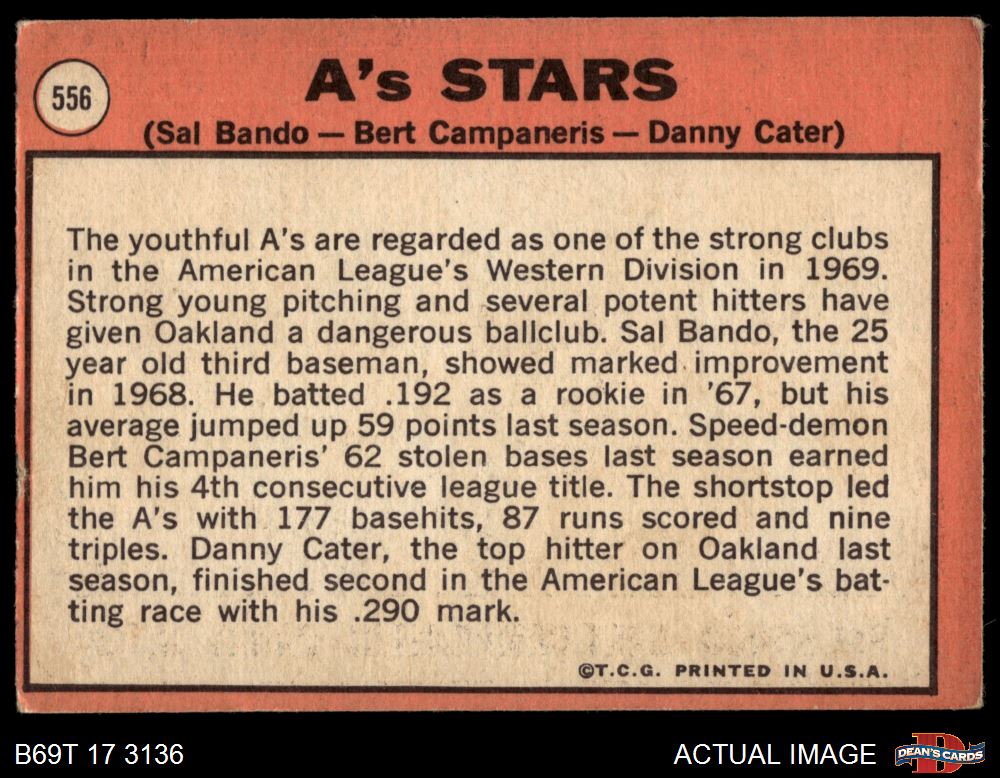 556
A's STARS
(Sal Bando — Bert Campaneris — Danny Cater)
The youthful A's are regarded as one of the strong clubs
in the American League's Western Division in 1969.
Strong young pitching and several potent hitters have
given Oakland a dangerous ballclub. Sal Bando, the 25
year old third baseman, showed marked improvement
in 1968. He batted .192 as a rookie in '67, but his
average jumped up 59 points last season. Speed-demon
Bert Campaneris' 62 stolen bases last season earned
him his 4th consecutive league title. The shortstop led
the A's with 177 basehits, 87 runs scored and nine
triples. Danny Cater, the top hitter on Oakland last
season, finished second in the American League's bat-
ting race with his .290 mark.
©T.C.G. PRINTED IN U.S.A.
B69T 17 3136
ACTUAL IMAGE
DEAN'S CARDS